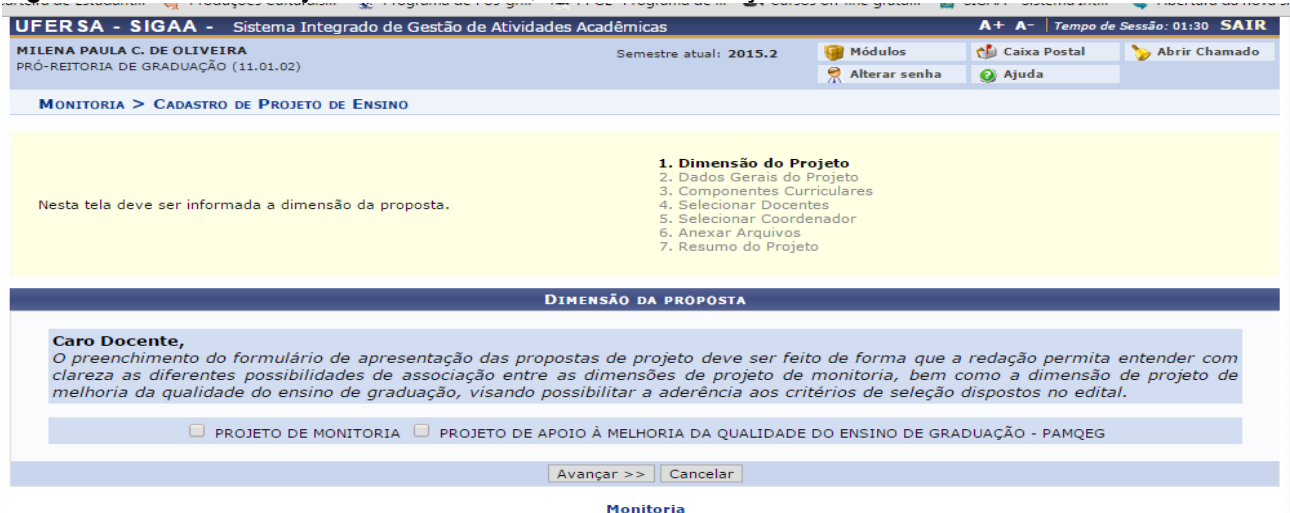 UFERSA - SIGAA - Sistema Integrado de Gestão de Atividades Acadêmicas A+ A- | Tempo de Sessão: 01:30 SAIR
MILENA PAULA C. DE OLIVEIRA Semestre atual: 2015.2 Módulos Caixa Postal Abrir Chamado
PRÓ-REITORIA DE GRADUAÇÃO (11.01.02) Alterar senha Ajuda
MONITORIA > CADASTRO DE PROJETO DE ENSINO
Nesta tela deve ser informada a dimensão da proposta.
1. Dimensão do Projeto
2. Dados Gerais do Projeto
3. Componentes Curriculares
4. Selecionar Docentes
5. Selecionar Coordenador
6. Anexar Arquivos
7. Resumo do Projeto
DIMENSÃO DA PROPOSTA
Caro Docente,
O preenchimento do formulário de apresentação das propostas de projeto deve ser feito de forma que a redação permita entender com
clareza as diferentes possibilidades de associação entre as dimensões de projeto de monitoria, bem como a dimensão de projeto de
melhoria da qualidade do ensino de graduação, visando possibilitar a aderência aos critérios de seleção dispostos no edital.
PROJETO DE MONITORIA PROJETO DE APOIO À MELHORIA DA QUALIDADE DO ENSINO DE GRADUAÇÃO - PAMQEG
Avançar >> Cancelar
Monitoria